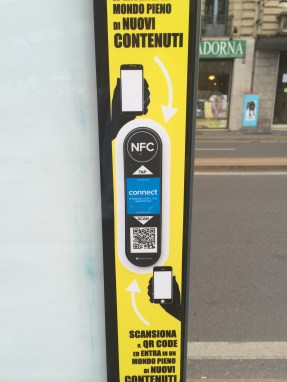 MONDO PIENO
DI NUOVI
CONTENUTI
ADORNA
NFC
TAP
connect
SCAN
SCANSIONA
IL QR CODE
ED ENTRA IN UN
MONDO PIENO
DI NUOVI
CONTENUTI